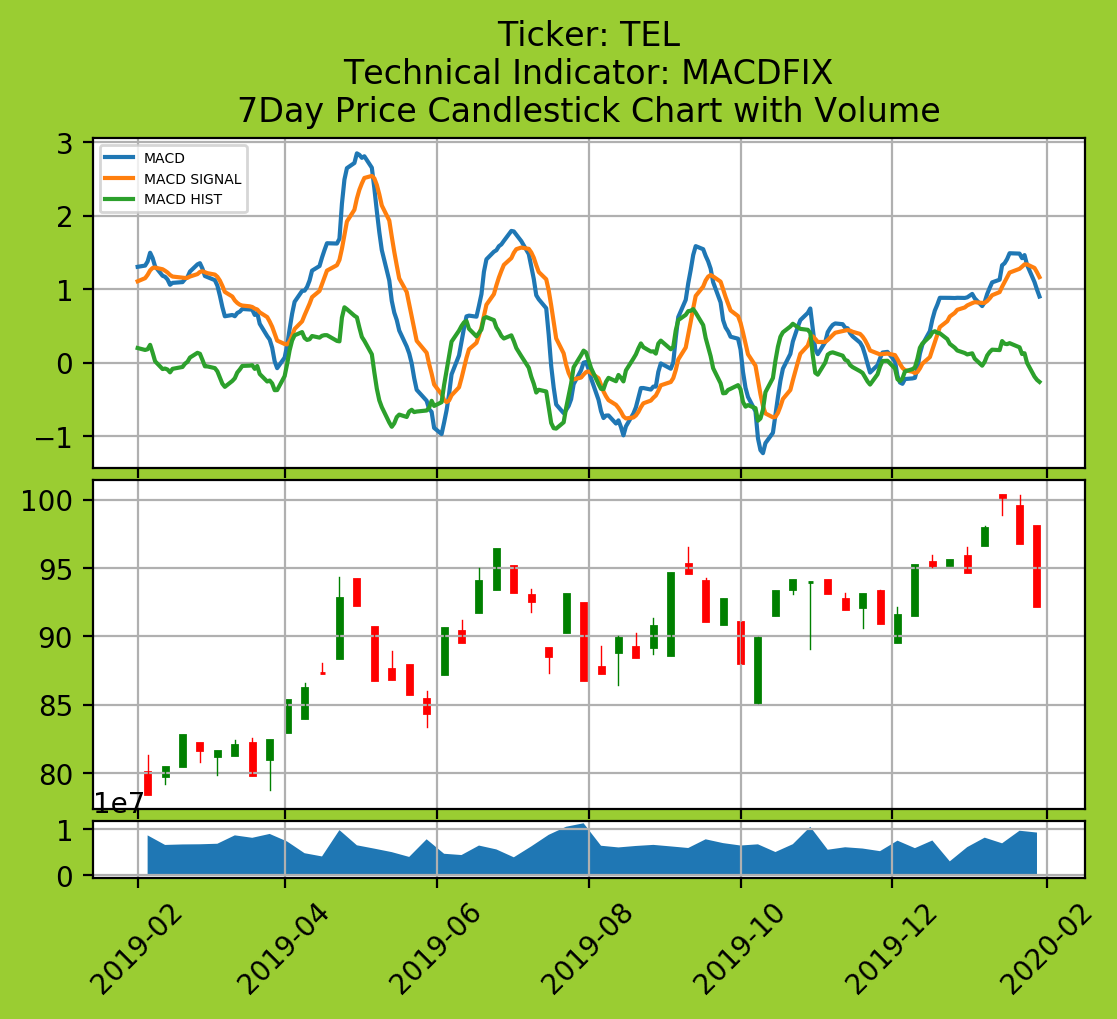 Ticker: TEL
Technical Indicator: MACDFIX
7Day Price Candlestick Chart with Volume
MACD
MACD SIGNAL
MACD HIST
3
2
1
0
−1
100
95
90
85
80
1e7
1
0
2019-02
2019-04
2019-06
2019-08
2019-10
2019-12
2020-02